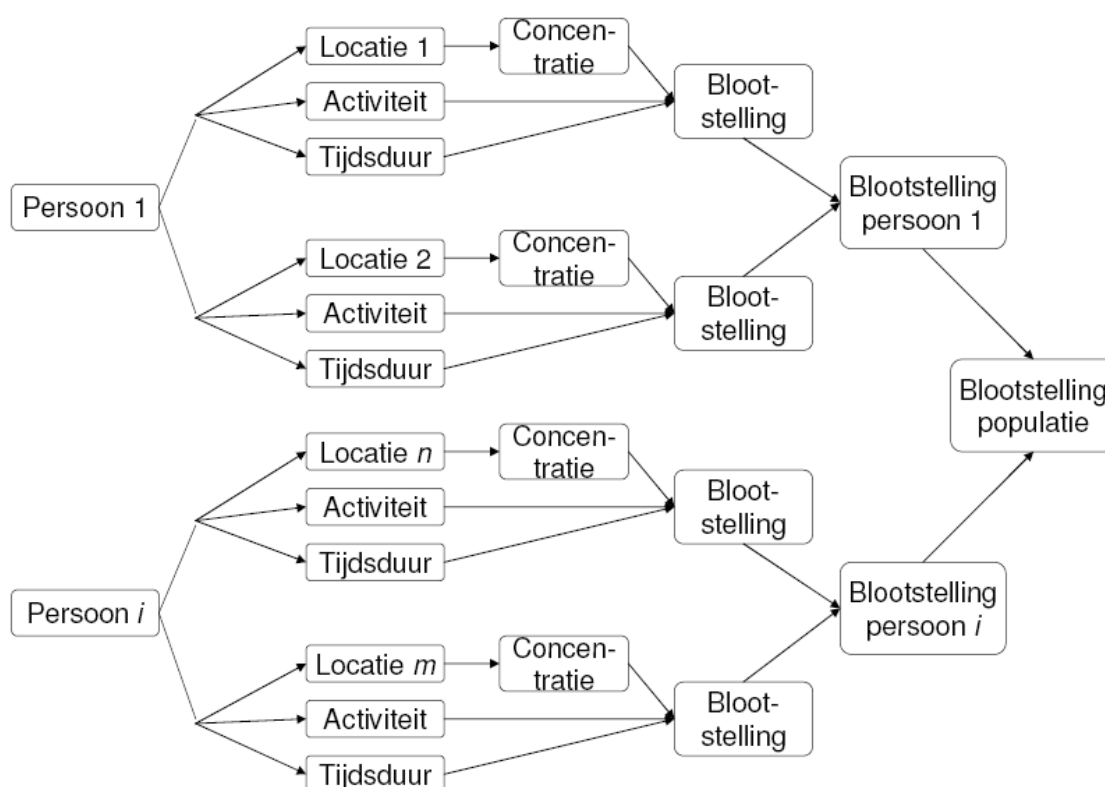 Locatie 1
Concen-
tratie
Activiteit
Tijdsduur
Bloot-
stelling
Persoon 1
Blootstelling
persoon 1
Locatie 2
Concen-
tratie
Activiteit
Tijdsduur
Bloot-
stelling
Blootstelling
populatie
Locatie n
Concen-
tratie
Activiteit
Tijdsduur
Bloot-
stelling
Persoon i
Blootstelling
persoon i
Locatie m
Concen-
tratie
Activiteit
Tijdsduur
Bloot-
stelling